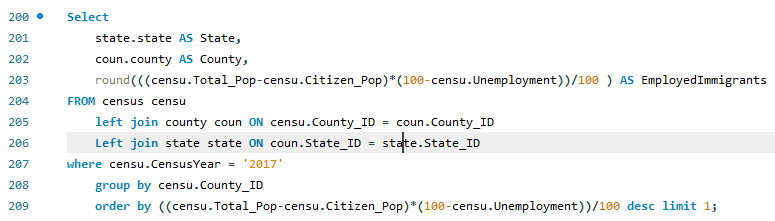 200 Select
201 state.state AS State,
202 coun.county AS County,
203 round(((censu.Total_Pop-censu.Citizen_Pop)*(100-censu.Unemployment))/100 ) AS EmployedImmigrants
204 FROM census censu
205 left join county coun ON censu.County_ID = coun.County_ID
206 Left join state state ON coun.State_ID = state.State_ID
207 where censu.CensusYear = '2017'
208 group by censu.County_ID
209 order by ((censu.Total_Pop-censu.Citizen_Pop)*(100-censu.Unemployment))/100 desc limit 1;